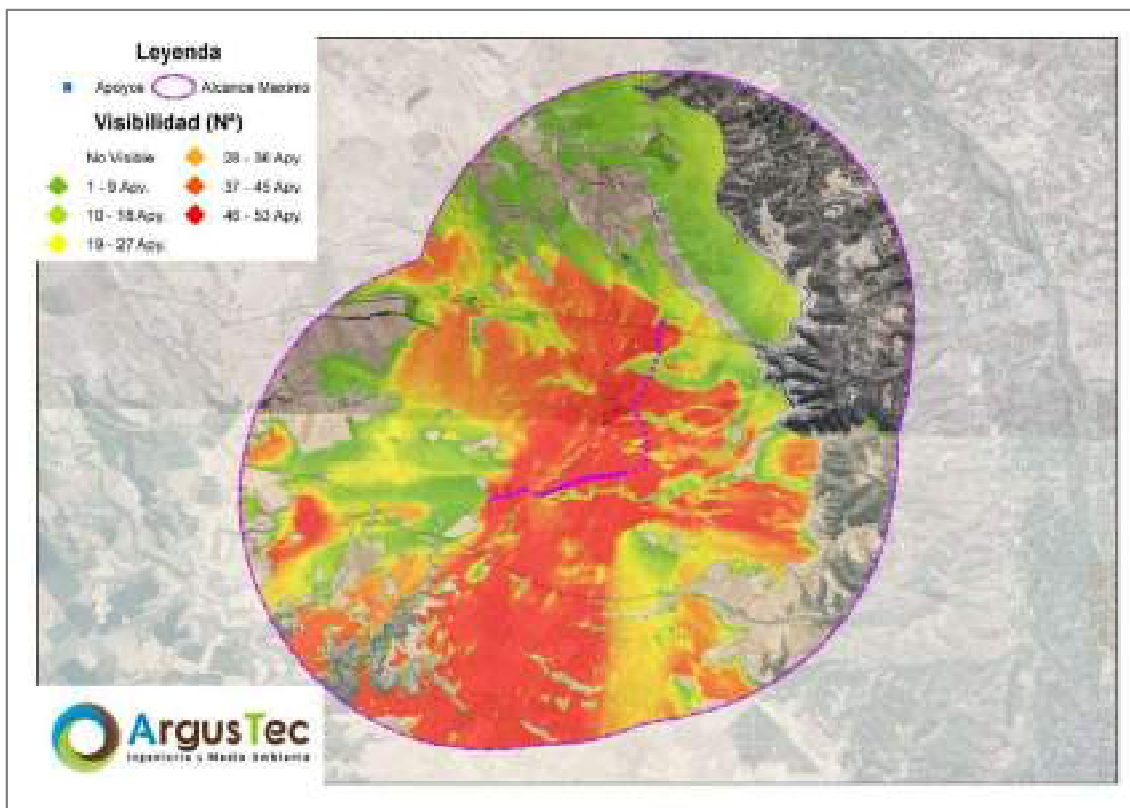 Leyenda
Apoyos Alcance Maximo
Visibilidad (Nº)
No Visible
1 - 9 Apy.
10 - 18 Apy.
19 - 27 Apy.
28 - 36 Apy.
37 - 45 Apy.
46 - 53 Apy.
ArgusTec
Ingeniería y Medio Ambiente